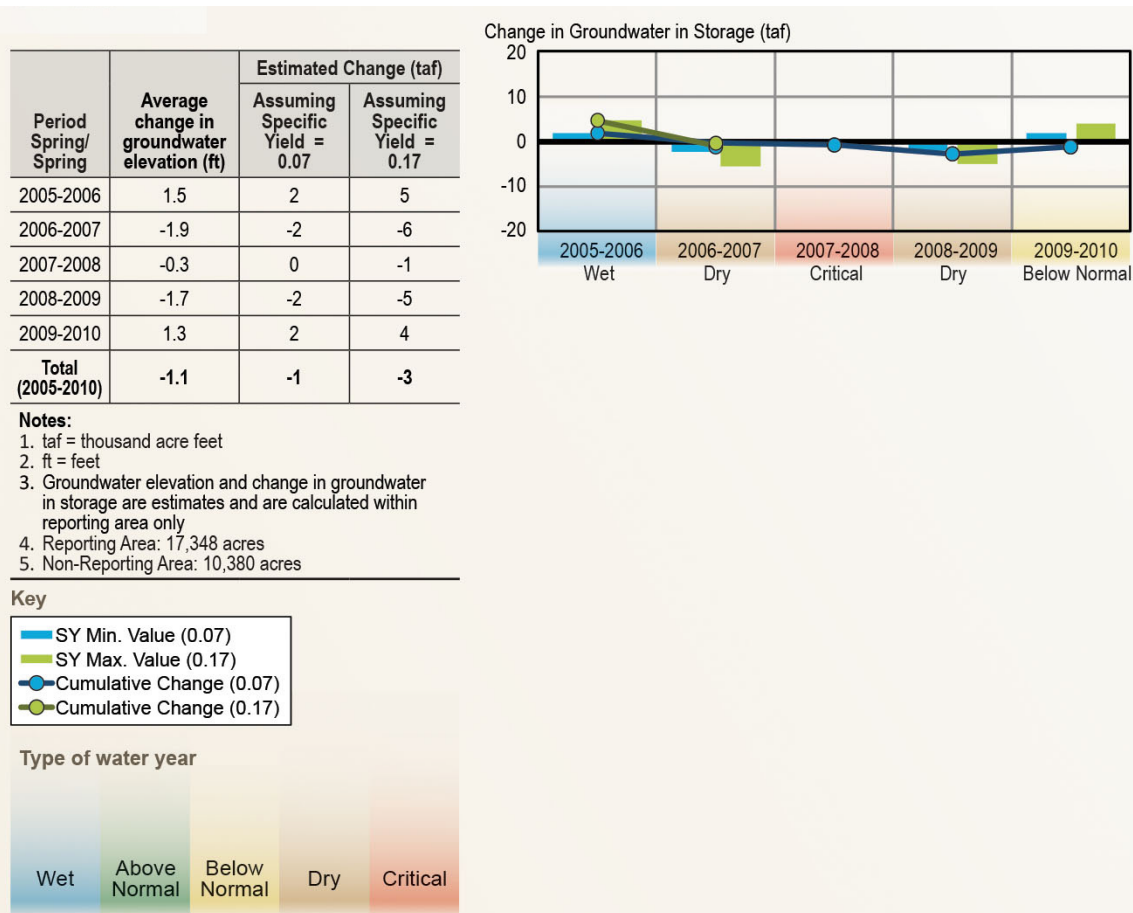 Period Spring/ Spring
Average change in groundwater elevation (ft)
Estimated Change (taf)
Assuming Specific Yield = 0.07
Assuming Specific Yield = 0.17
2005-2006 1.5 2 5
2006-2007 -1.9 -2 -6
2007-2008 -0.3 0 -1
2008-2009 -1.7 -2 -5
2009-2010 1.3 2 4
Total (2005-2010) -1.1 -1 -3
Notes:
1. taf = thousand acre feet
2. ft = feet
3. Groundwater elevation and change in groundwater
in storage are estimates and are calculated within
reporting area only
4. Reporting Area: 17,348 acres
5. Non-Reporting Area: 10,380 acres
Key
SY Min. Value (0.07)
SY Max. Value (0.17)
Cumulative Change (0.07)
Cumulative Change (0.17)
Type of water year
Wet
Above Normal
Below Normal
Dry
Critical
Change in Groundwater in Storage (taf)
20
10
0
-10
-20
2005-2006 2006-2007 2007-2008 2008-2009 2009-2010
Wet Dry Critical Dry Below Normal